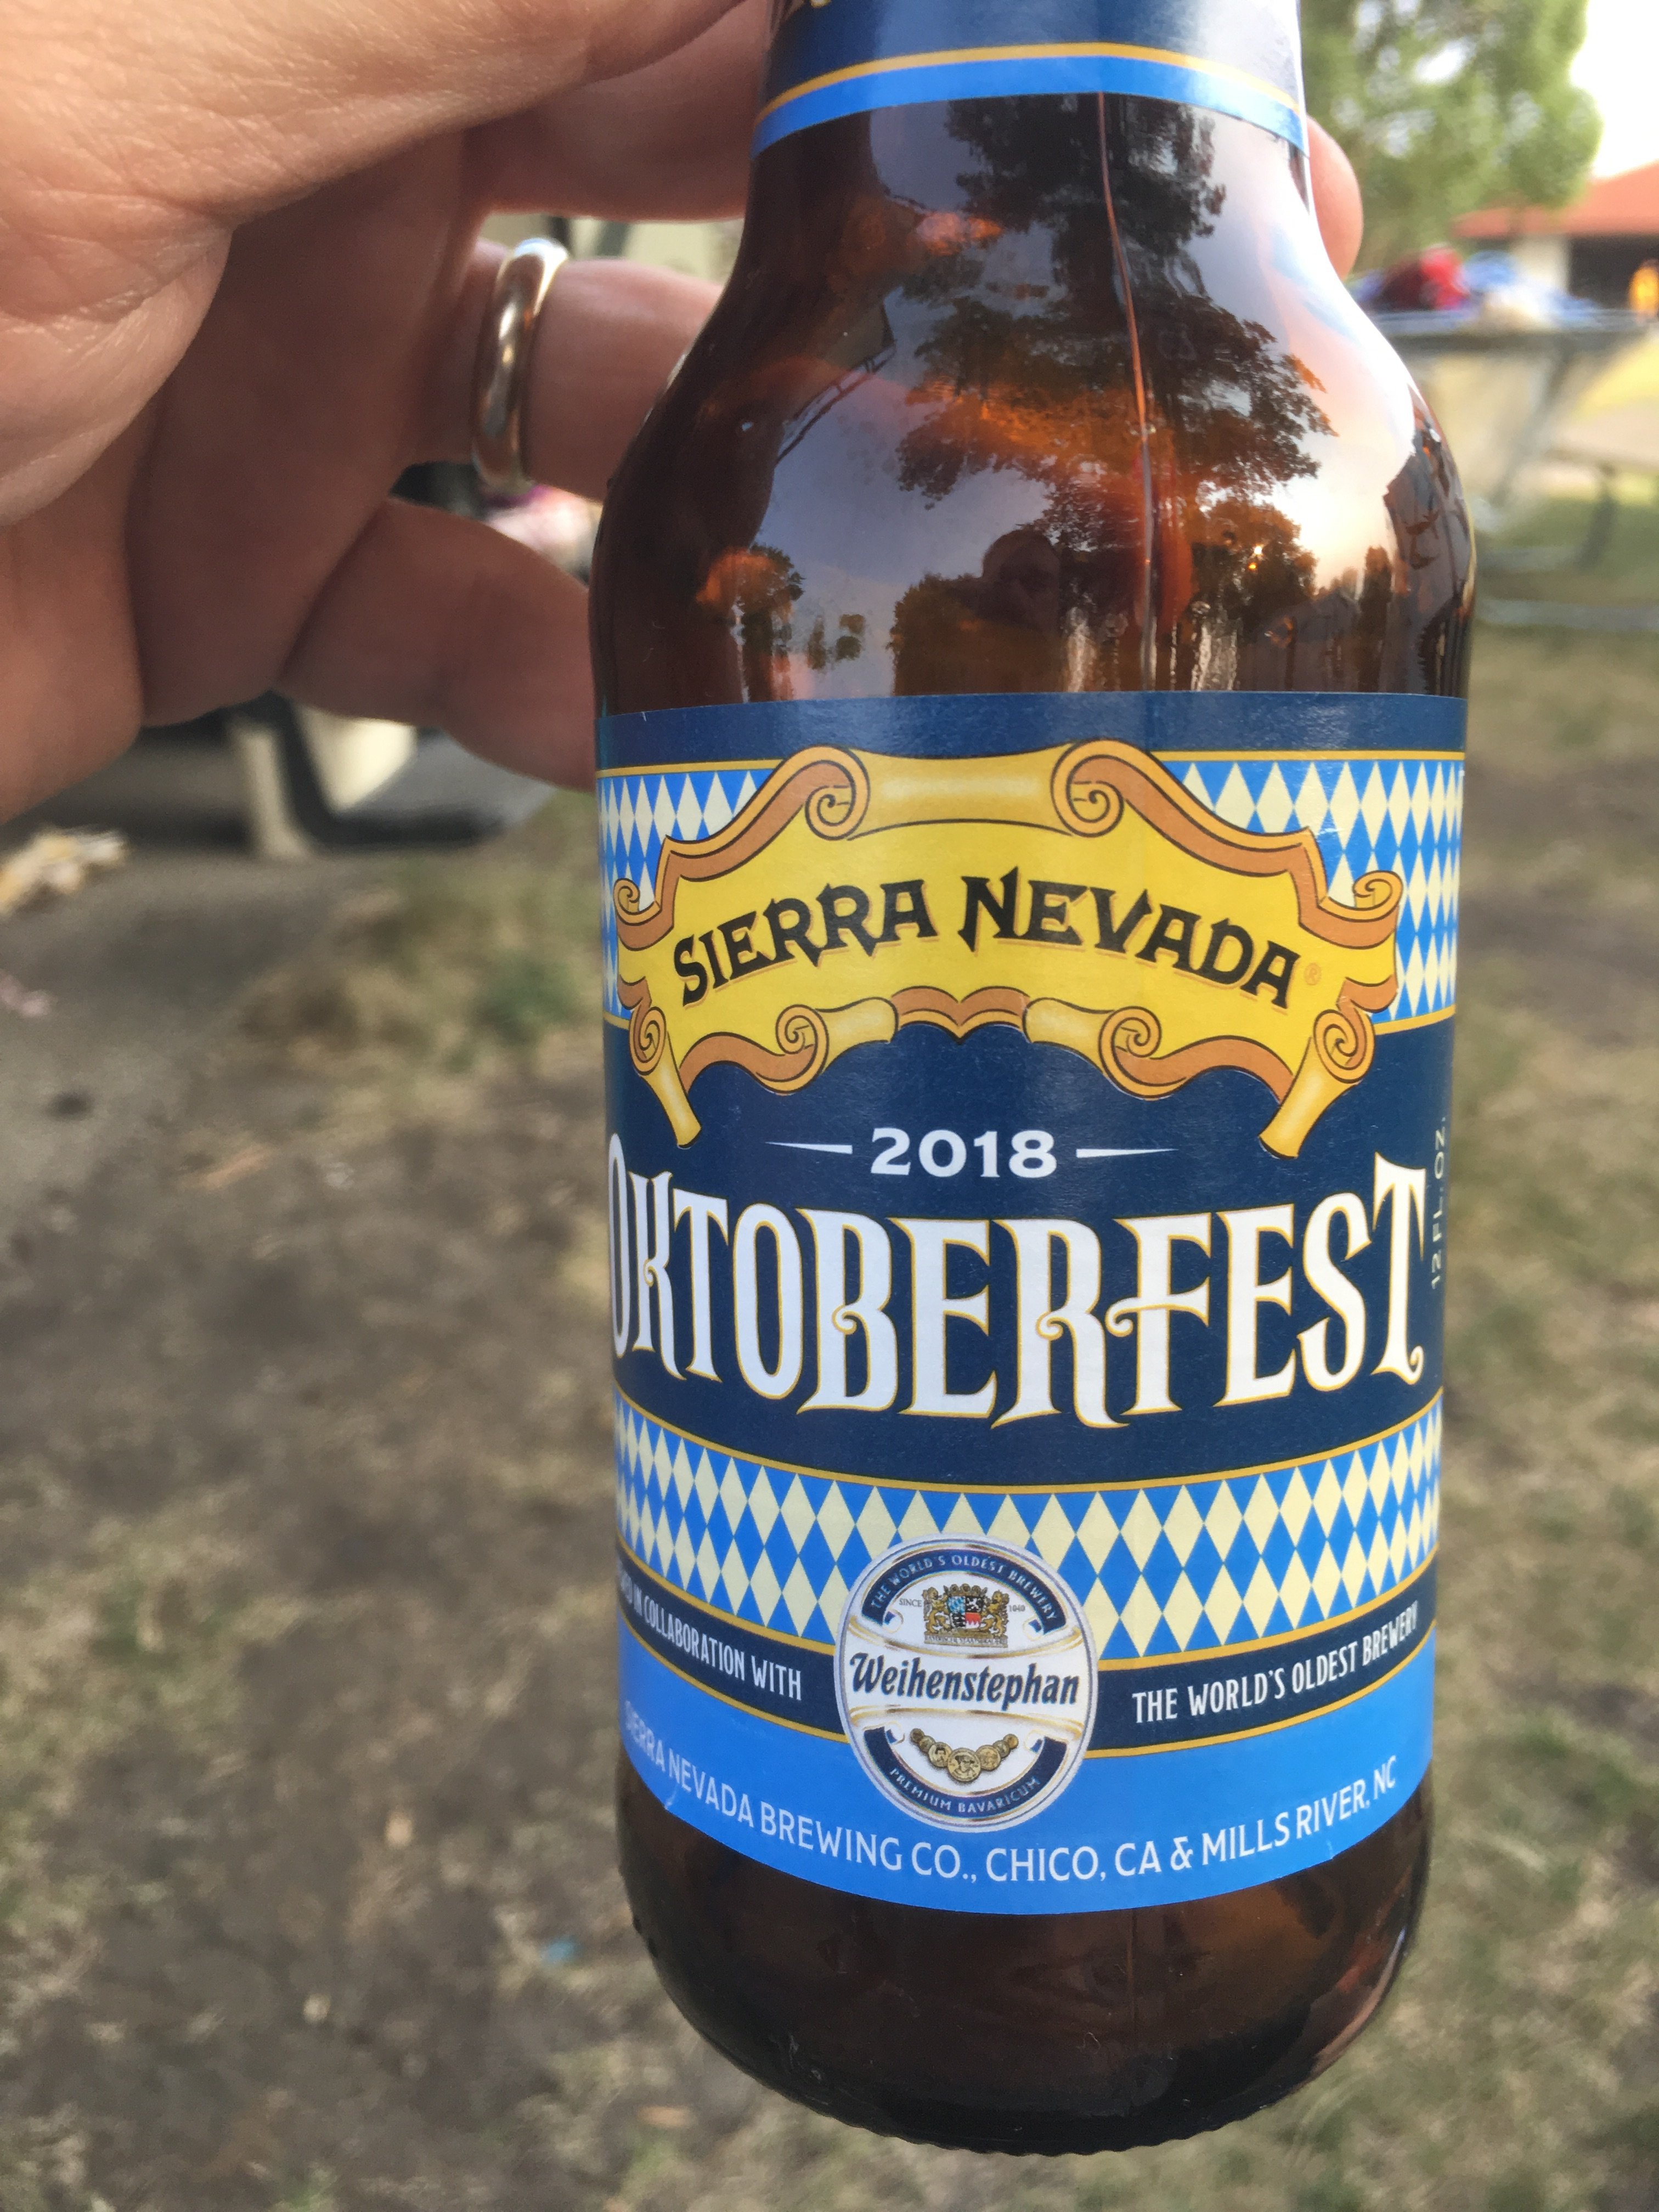 SIERRA NEVADA®
2018
OKTOBERFEST
12 FL. OZ.
IN COLLABORATION WITH
THE WORLD'S OLDEST BREWERY
SINCE 1040
Weihenstephan
PREMIUM BAVARICUM
THE WORLD'S OLDEST BREWERY
SIERRA NEVADA BREWING CO., CHICO, CA & MILLS RIVER, NC